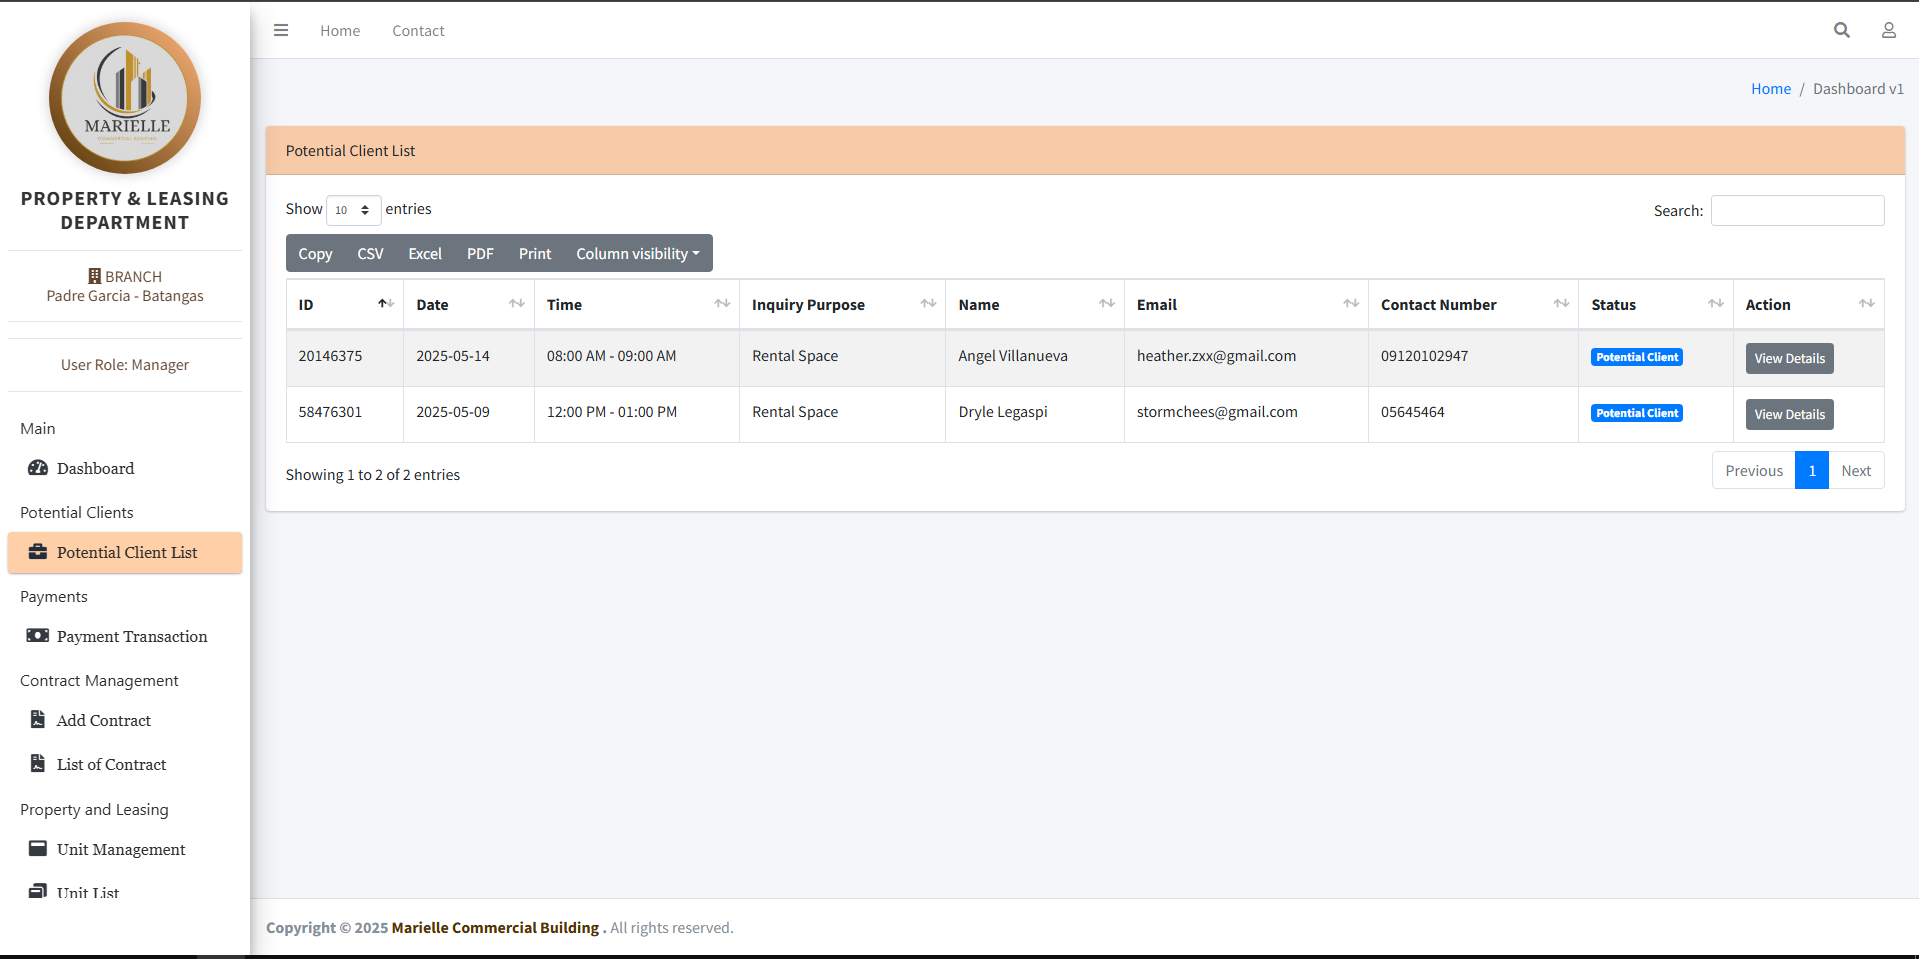 MARIELLE
COMMERCIAL BUILDING
PROPERTY & LEASING
DEPARTMENT
BRANCH
Padre Garcia - Batangas
User Role: Manager
Main
Dashboard
Potential Clients
Potential Client List
Payments
Payment Transaction
Contract Management
Add Contract
List of Contract
Property and Leasing
Unit Management
Unit List
Home Contact
Home / Dashboard v1
Potential Client List
Show 10 entries Search:
Copy CSV Excel PDF Print Column visibility
ID Date Time Inquiry Purpose Name Email Contact Number Status Action
20146375 2025-05-14 08:00 AM - 09:00 AM Rental Space Angel Villanueva heather.zxx@gmail.com 09120102947 Potential Client View Details
58476301 2025-05-09 12:00 PM - 01:00 PM Rental Space Dryle Legaspi stormchees@gmail.com 05645464 Potential Client View Details
Showing 1 to 2 of 2 entries Previous 1 Next
Copyright © 2025 Marielle Commercial Building . All rights reserved.